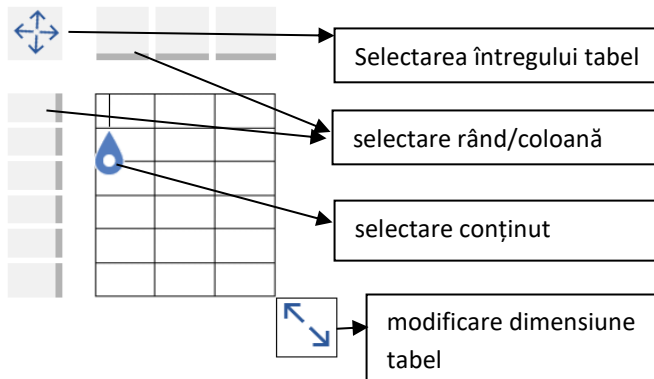 Selectarea întregului tabel
selectare rând/coloană
selectare conținut
modificare dimensiune
tabel